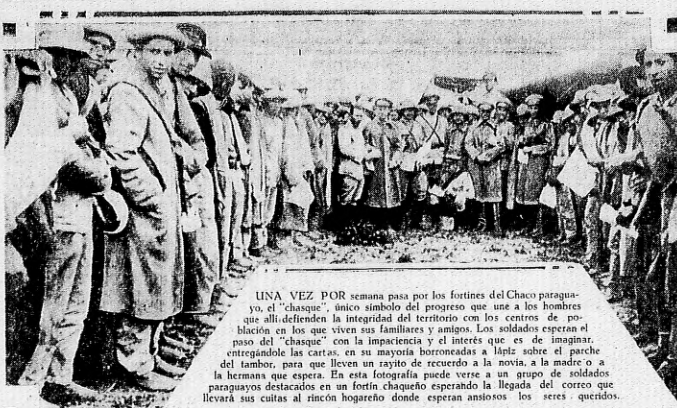 UNA VEZ POR semana pasa por los fortines del Chaco paragua-
yo, el "chasque", único símbolo del progreso que une a los hombres
que allí defienden la integridad del territorio con los centros de po-
blación en los que viven sus familiares y amigos. Los soldados esperan el
paso del "chasque" con la impaciencia y el interés que es de imaginar,
entregándole las cartas, en su mayoría borroneadas a lápiz sobre el parche
del tambor, para que lleven un rayito de recuerdo a la novia, a la madre o a
la hermana que espera. En esta fotografía puede verse a un grupo de soldados
paraguayos destacados en un fortín chaqueño esperando la llegada del correo que
llevará sus cuitas al rincón hogareño donde esperan ansiosos los seres queridos.